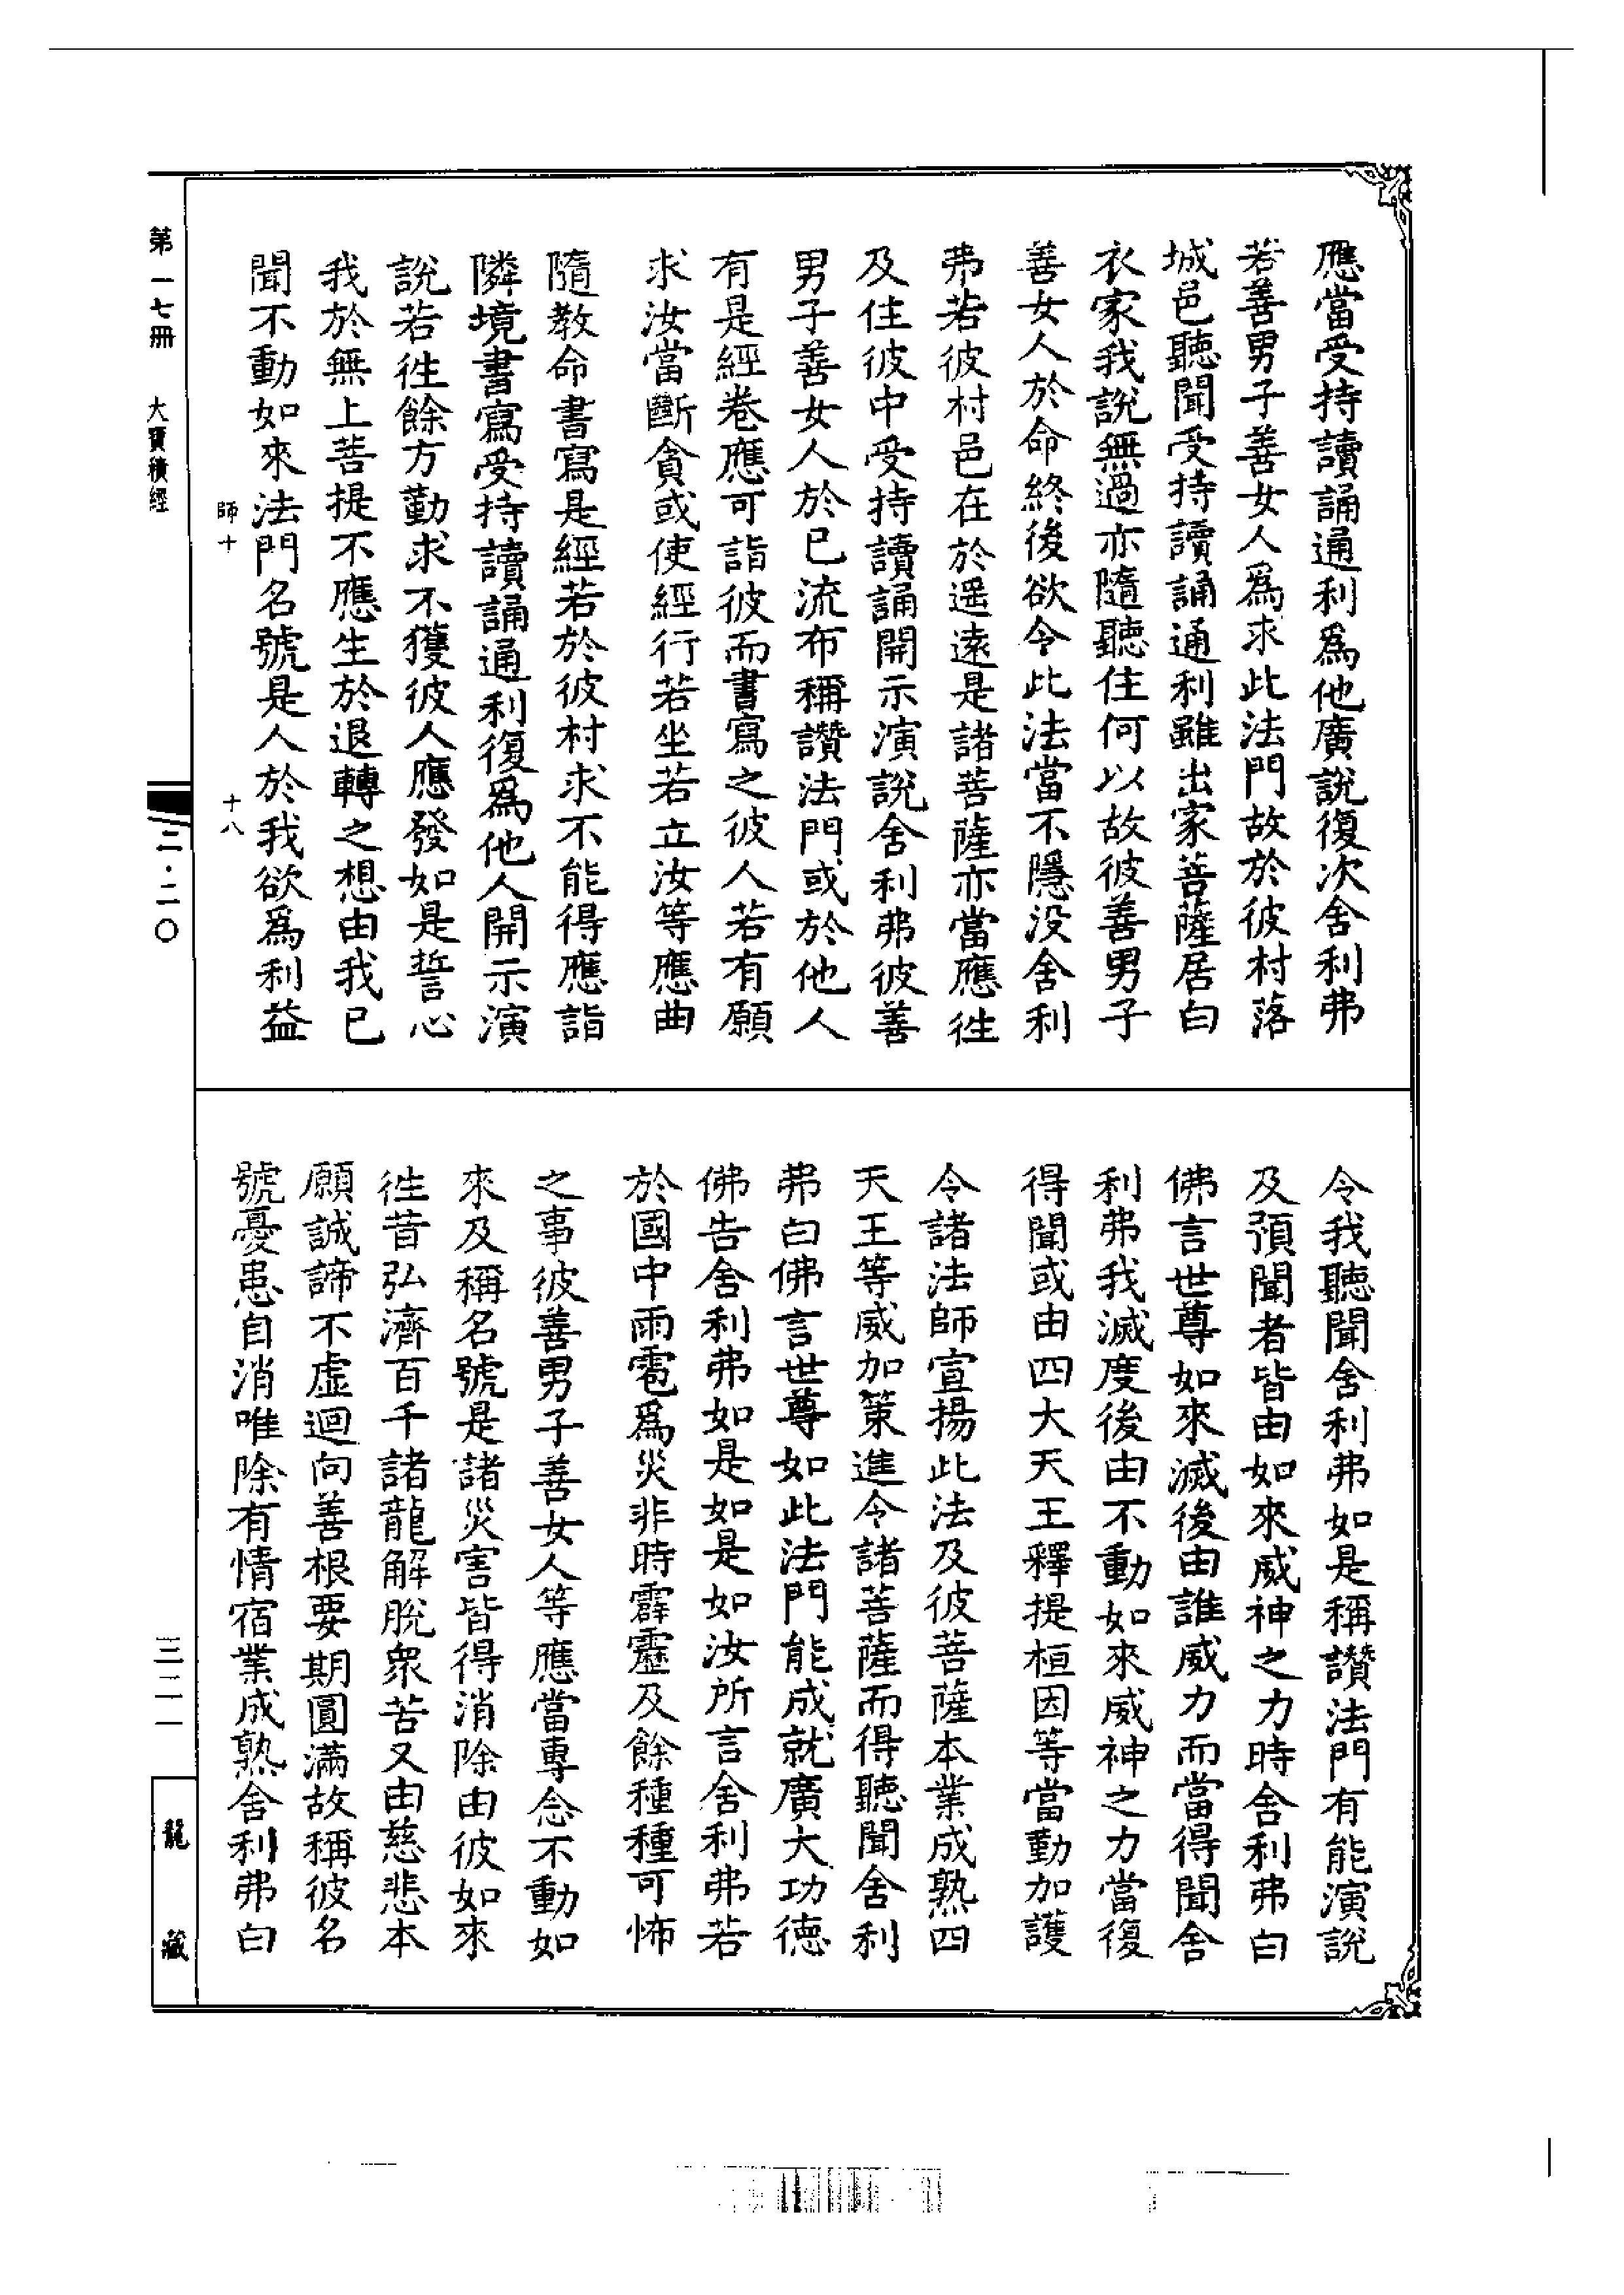 應當受持讀誦通利爲他廣說復次舍利弗
若善男子善女人爲求此法門故於彼村落
城邑聽聞受持讀誦通利雖出家菩薩居白
衣家我說無過亦隨聽住何以故彼善男子
善女人於命終後欲令此法當不隱没舍利
弗若彼村邑在於遥遠是諸菩薩亦當應徃
及住彼中受持讀誦開示演說舍利弗彼善
男子善女人於已流布稱讚法門或於他人
有是經卷應可詣彼而書寫之彼人若有願
求汝當斷貪或使經行若坐若立汝等應曲
隨教命書寫是經若於彼村求不能得應詣
隣境書寫受持讀誦通利復爲他人開示演
說若徃餘方勤求不獲彼人應發如是誓心
我於無上菩提不應生於退轉之想由我已
聞不動如來法門名號是人於我欲爲利益
師十
十八
令我聽聞舍利弗如是稱讚法門有能演說
及預聞者皆由如來威神之力時舍利弗白
佛言世尊如來滅後由誰威力而當得聞舍
利弗我滅度後由不動如來威神之力當復
得聞或由四大天王釋提桓因等當勤加護
令諸法師宣揚此法及彼菩薩本業成熟四
天王等威加策進令諸菩薩而得聽聞舍利
弗白佛言世尊如此法門能成就廣大功德
佛告舍利弗如是如是如汝所言舍利弗若
於國中雨雹爲災非時霹靂及餘種種可怖
之事彼善男子善女人等應當專念不動如
來及稱名號是諸災害皆得消除由彼如來
徃昔弘濟百千諸龍解脫衆苦又由慈悲本
願誠諦不虛迴向善根要期圓滿故稱彼名
號憂患自消唯除有情宿業成熟舍利弗白
第一七冊
大寶積經
二·二〇
三二一
龍藏